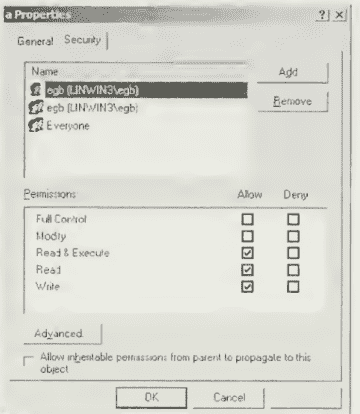 a Properties
General Security
Name Add
egb (LINWIN3\egb)
Remove
egb (LINWIN3\egb)
Everyone
Permissions Allow Deny
Full Control
Modify
Read & Execute
Read
Write
Advanced
Allow inheritable permissions from parent to propagate to this
object
OK Cancel